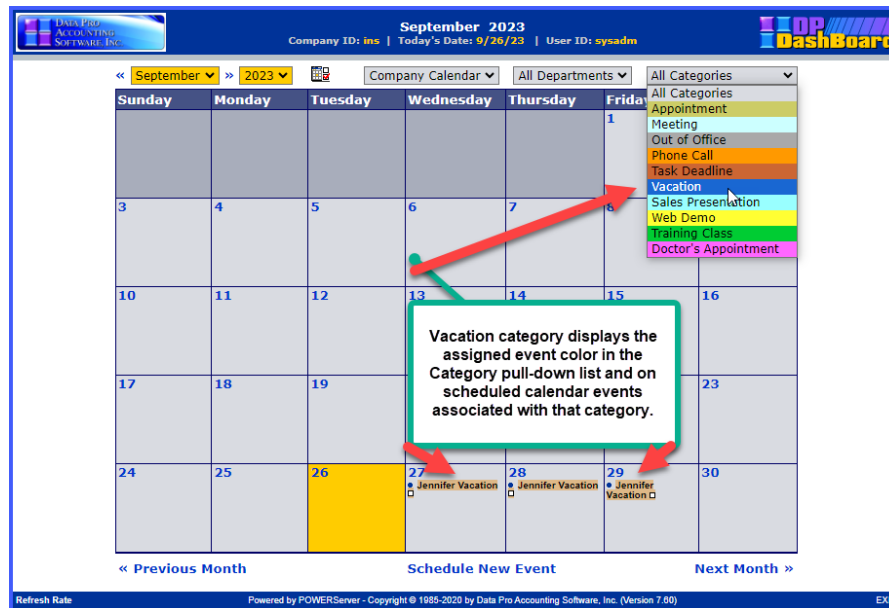 DATA PRO
ACCOUNTING
SOFTWARE, INC.
September 2023
Company ID: ins | Today's Date: 9/26/23 | User ID: sysadm
DP
DashBoard
« September » 2023
Company Calendar
All Departments
All Categories
All Categories
Appointment
Meeting
Out of Office
Phone Call
Task Deadline
Vacation
Sales Presentation
Web Demo
Training Class
Doctor's Appointment
Sunday Monday Tuesday Wednesday Thursday Friday
1
3 4 5 6 7 8
10 11 12 13 14 15 16
17 18 19 23
24 25 26 27 28 29 30
Vacation category displays the
assigned event color in the
Category pull-down list and on
scheduled calendar events
associated with that category.
Jennifer Vacation
Jennifer Vacation
Jennifer
Vacation
« Previous Month Schedule New Event Next Month »
Refresh Rate Powered by POWERServer - Copyright © 1985-2020 by Data Pro Accounting Software, Inc. (Version 7.60) EX